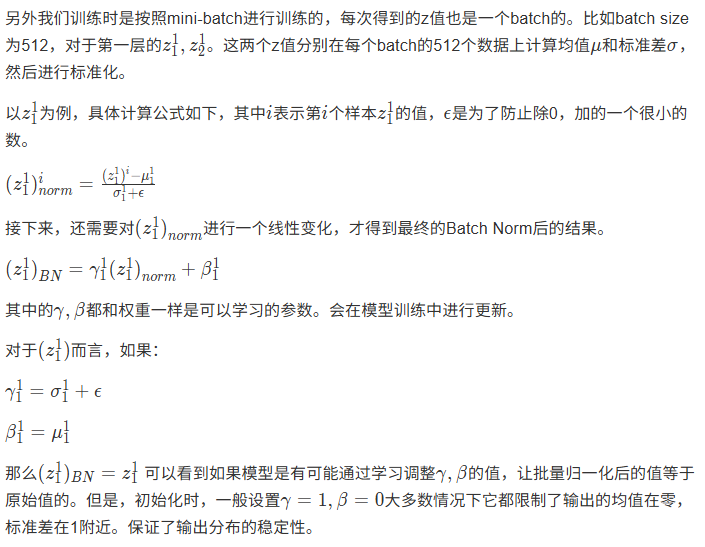 另外我们训练时是按照mini-batch进行训练的，每次得到的z值也是一个batch的。比如batch size
为512，对于第一层的$z_1^1, z_2^1$。这两个z值分别在每个batch的512个数据上计算均值$\mu$和标准差$\sigma$，
然后进行标准化。
以$z_1^1$为例，具体计算公式如下，其中$i$表示第$i$个样本$z_1^1$的值，$\epsilon$是为了防止除0，加的一个很小的
数。
$(z_1^1)_{norm}^i = \frac{(z_1^1)^i - \mu_1^1}{\sigma_1^1 + \epsilon}$
接下来，还需要对$(z_1^1)_{norm}$进行一个线性变化，才得到最终的Batch Norm后的结果。
$(z_1^1)_{BN} = \gamma_1^1 (z_1^1)_{norm} + \beta_1^1$
其中的$\gamma, \beta$都和权重一样是可以学习的参数。会在模型训练中进行更新。
对于$(z_1^1)$而言，如果：
$\gamma_1^1 = \sigma_1^1 + \epsilon$
$\beta_1^1 = \mu_1^1$
那么$(z_1^1)_{BN} = z_1^1$ 可以看到如果模型是有可能通过学习调整$\gamma, \beta$的值，让批量归一化后的值等于
原始值的。但是，初始化时，一般设置$\gamma = 1, \beta = 0$大多数情况下它都限制了输出的均值在零，
标准差在1附近。保证了输出分布的稳定性。